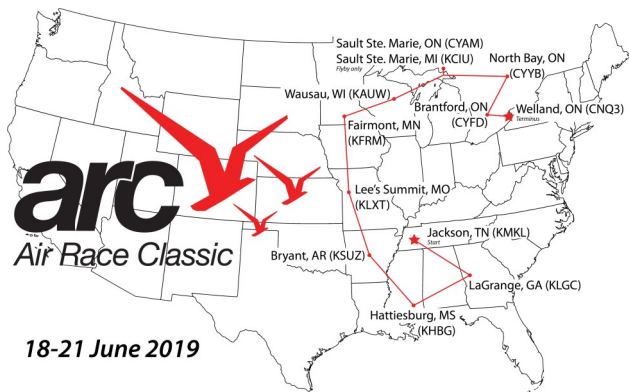 Sault Ste. Marie, ON (CYAM)
Sault Ste. Marie, MI (KCIU)
Flyby only
North Bay, ON
(CYYB)
Wausau, WI (KAUW)
Brantford, ON
(CYFD)
Welland, ON (CNQ3)
Terminus
Fairmont, MN
(KFRM)
arc
Air Race Classic
Lee's Summit, MO
(KLXT)
Jackson, TN (KMKL)
Start
Bryant, AR (KSUZ)
LaGrange, GA (KLGC)
Hattiesburg, MS
(KHBG)
18-21 June 2019